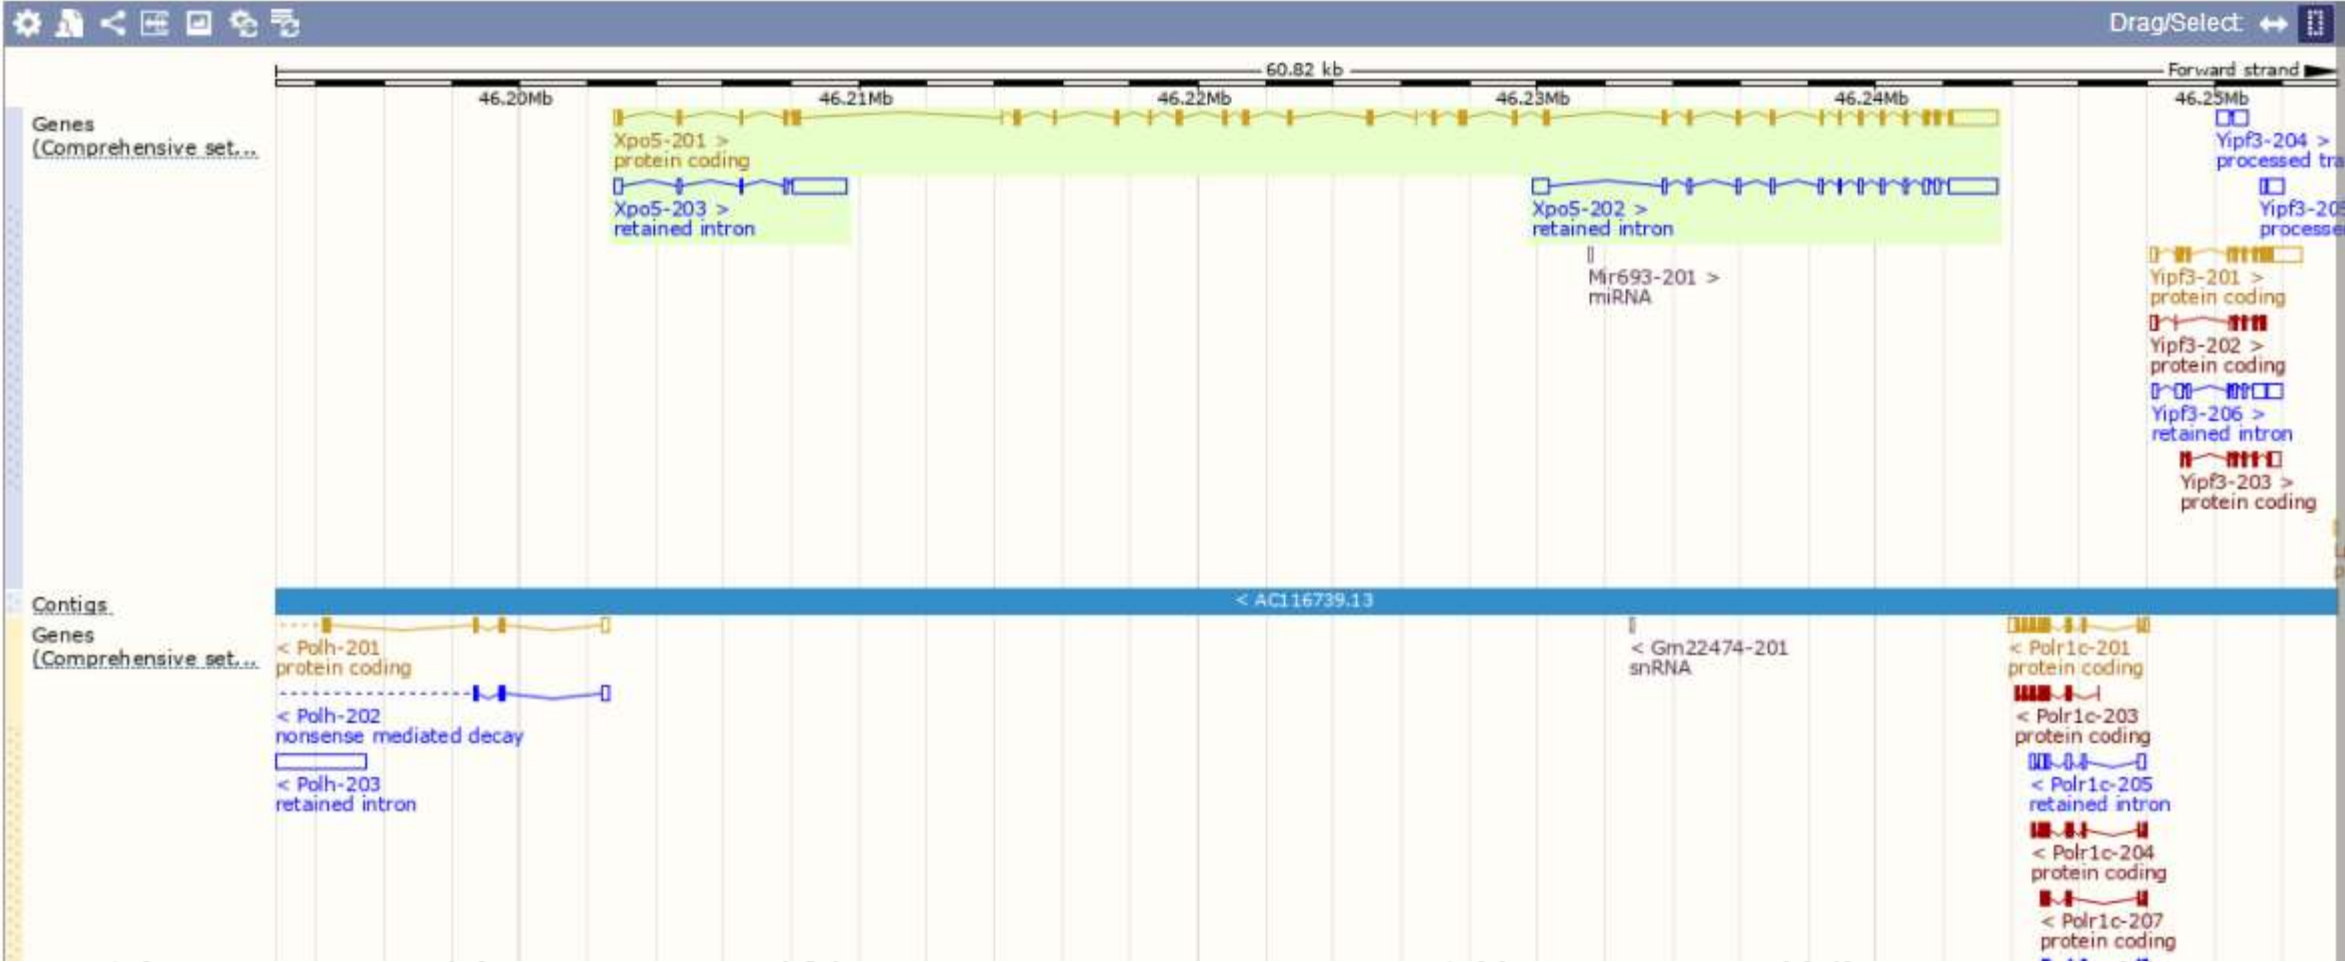 Drag/Select:
60.82 kb
Forward strand
46.20Mb 46.21Mb 46.22Mb 46.23Mb 46.24Mb 46.25Mb
Genes
(Comprehensive set...
Xpo5-201 >
protein coding
Xpo5-203 >
retained intron
Xpo5-202 >
retained intron
Mir693-201 >
miRNA
Yipf3-204 >
processed tra
Yipf3-205
processe
Yipf3-201 >
protein coding
Yipf3-202 >
protein coding
Yipf3-206 >
retained intron
Yipf3-203 >
protein coding
Contigs
< AC116739.13
Genes
(Comprehensive set...
< Polh-201
protein coding
< Polh-202
nonsense mediated decay
< Polh-203
retained intron
< Gm22474-201
snRNA
< Polr1c-201
protein coding
< Polr1c-203
protein coding
< Polr1c-205
retained intron
< Polr1c-204
protein coding
< Polr1c-207
protein coding